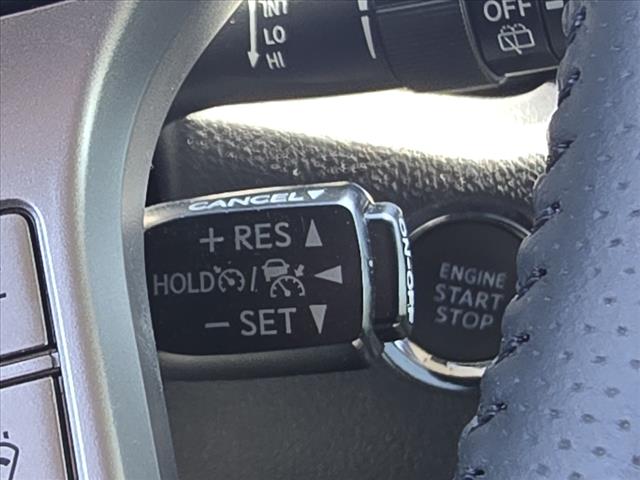 INT
LO
HI
OFF
CANCEL▼
+ RES ▲
HOLD / ◄
− SET ▼
ON-OFF
ENGINE
START
STOP